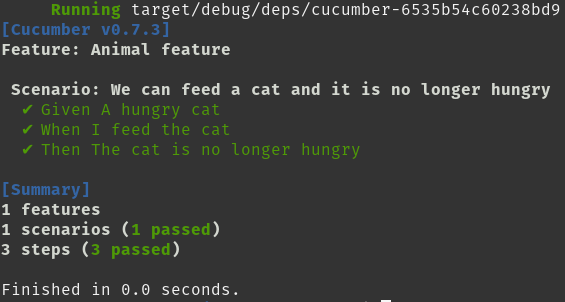 Running target/debug/deps/cucumber-6535b54c60238bd9
[Cucumber v0.7.3]
Feature: Animal feature
Scenario: We can feed a cat and it is no longer hungry
✔ Given A hungry cat
✔ When I feed the cat
✔ Then The cat is no longer hungry
[Summary]
1 features
1 scenarios (1 passed)
3 steps (3 passed)
Finished in 0.0 seconds.